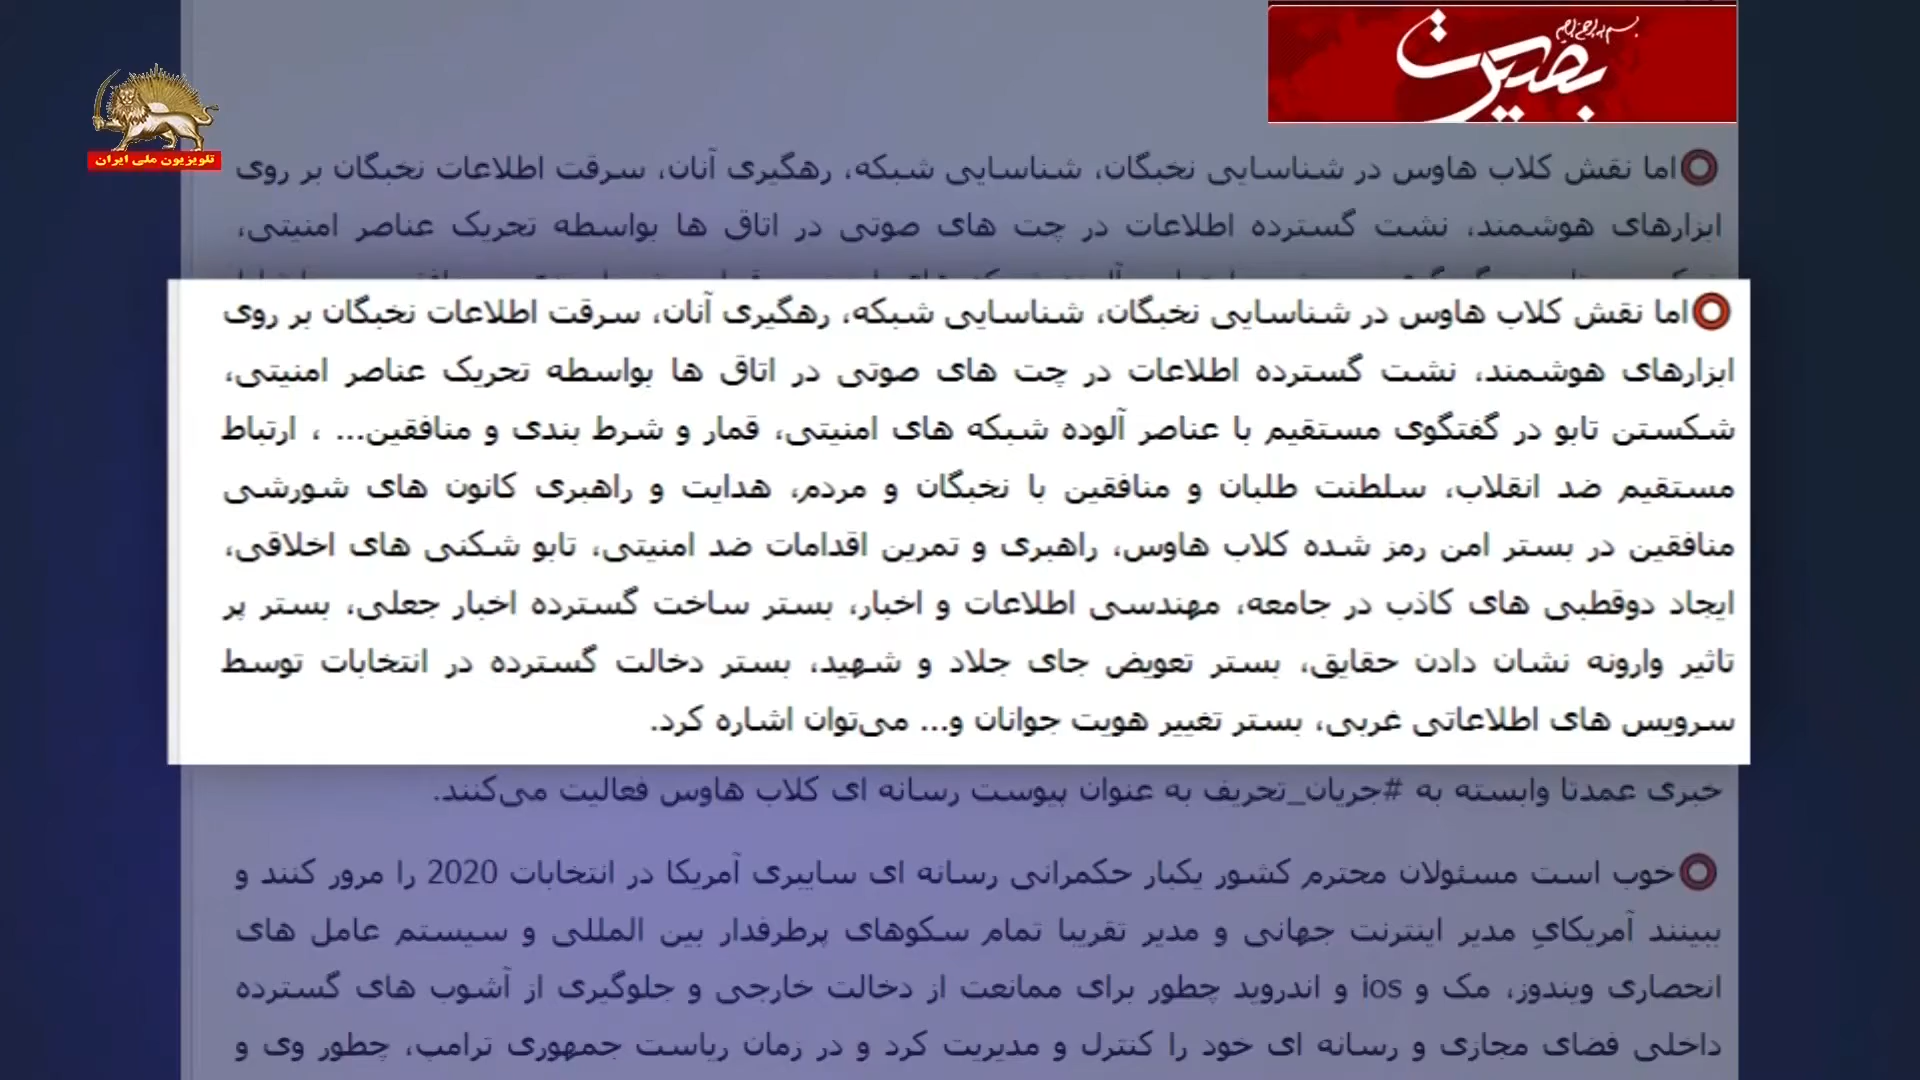 بسم الله الرحمن الرحیم
بصیرت
تلویزیون ملی ایران
اما نقش کلاب هاوس در شناسایی نخبگان، شناسایی شبکه، رهگیری آنان، سرقت اطلاعات نخبگان بر روی
ابزارهای هوشمند، نشت گسترده اطلاعات در چت های صوتی در اتاق ها بواسطه تحریک عناصر امنیتی،
اما نقش کلاب هاوس در شناسایی نخبگان، شناسایی شبکه، رهگیری آنان، سرقت اطلاعات نخبگان بر روی
ابزارهای هوشمند، نشت گسترده اطلاعات در چت های صوتی در اتاق ها بواسطه تحریک عناصر امنیتی،
شکستن تابو در گفتگوی مستقیم با عناصر آلوده شبکه های امنیتی، قمار و شرط بندی و منافقین... ، ارتباط
مستقیم ضد انقلاب، سلطنت طلبان و منافقین با نخبگان و مردم، هدایت و راهبری کانون های شورشی
منافقین در بستر امن رمز شده کلاب هاوس، راهبری و تمرین اقدامات ضد امنیتی، تابو شکنی های اخلاقی،
ایجاد دوقطبی های کاذب در جامعه، مهندسی اطلاعات و اخبار، بستر ساخت گسترده اخبار جعلی، بستر پر
تاثیر وارونه نشان دادن حقایق، بستر تعویض جای جلاد و شهید، بستر دخالت گسترده در انتخابات توسط
سرویس های اطلاعاتی غربی، بستر تغییر هویت جوانان و... می‌توان اشاره کرد.
خبری عمدتا وابسته به #جریان_تحریف به عنوان پیوست رسانه ای کلاب هاوس فعالیت می‌کنند.
خوب است مسئولان محترم کشور یکبار حکمرانی رسانه ای سایبری آمریکا در انتخابات 2020 را مرور کنند و
ببینند آمریکایِ مدیر اینترنت جهانی و مدیر تقریبا تمام سکوهای پرطرفدار بین المللی و سیستم عامل های
انحصاری ویندوز، مک و ios و اندروید چطور برای ممانعت از دخالت خارجی و جلوگیری از آشوب های گسترده
داخلی فضای مجازی و رسانه ای خود را کنترل و مدیریت کرد و در زمان ریاست جمهوری ترامپ، چطور وی و